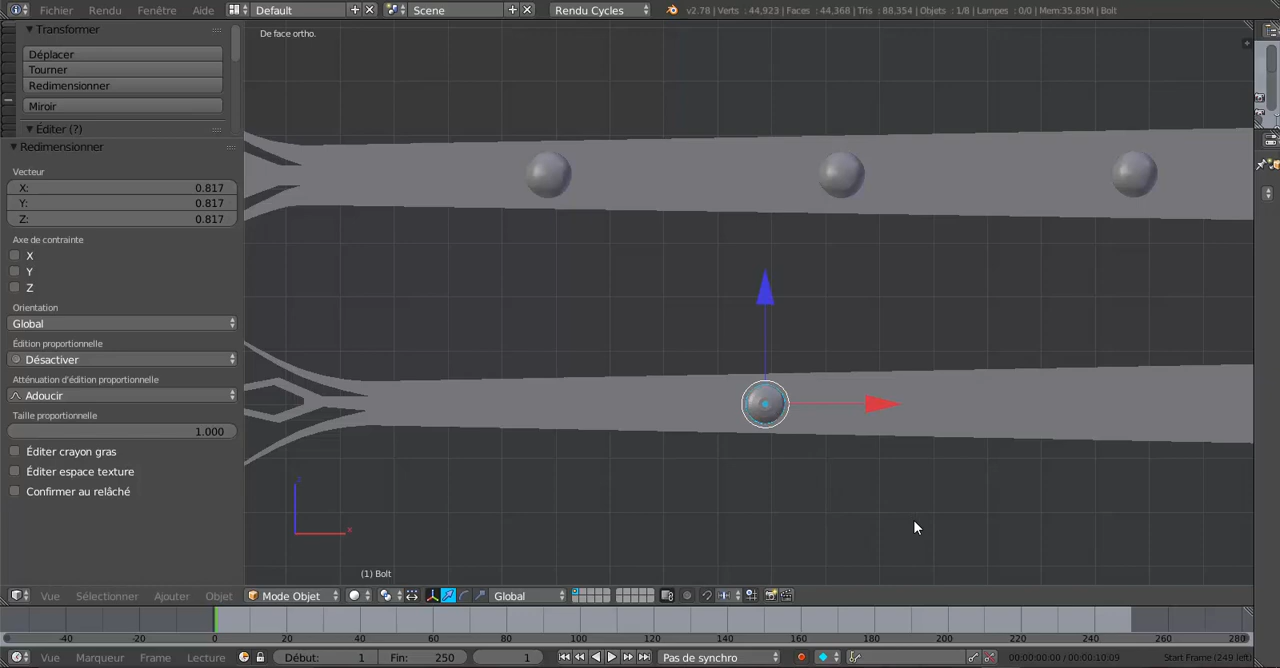 Fichier Rendu Fenêtre Aide Default Scene Rendu Cycles v2.78 | Verts : 44,923 | Faces : 44,368 | Tris : 88,354 | Objets : 1/8 | Lampes : 0/0 | Mem:35.85M | Bolt
Transformer
Déplacer
Tourner
Redimensionner
Miroir
Éditer (?)
Redimensionner
Vecteur
X: 0.817
Y: 0.817
Z: 0.817
Axe de contrainte
X
Y
Z
Orientation
Global
Édition proportionnelle
Désactiver
Atténuation d'édition proportionnelle
Adoucir
Taille proportionnelle
1.000
Éditer crayon gras
Éditer espace texture
Confirmer au relâché
De face ortho.
z
x
(1) Bolt
Vue Sélectionner Ajouter Objet Mode Objet Global
-40 -20 0 20 40 60 80 100 120 140 160 180 200 220 240 260 280
Vue Marqueur Frame Lecture Début: 1 Fin: 250 1 Pas de synchro 00:00:00:00 / 00:00:10:09 Start Frame (249 left)